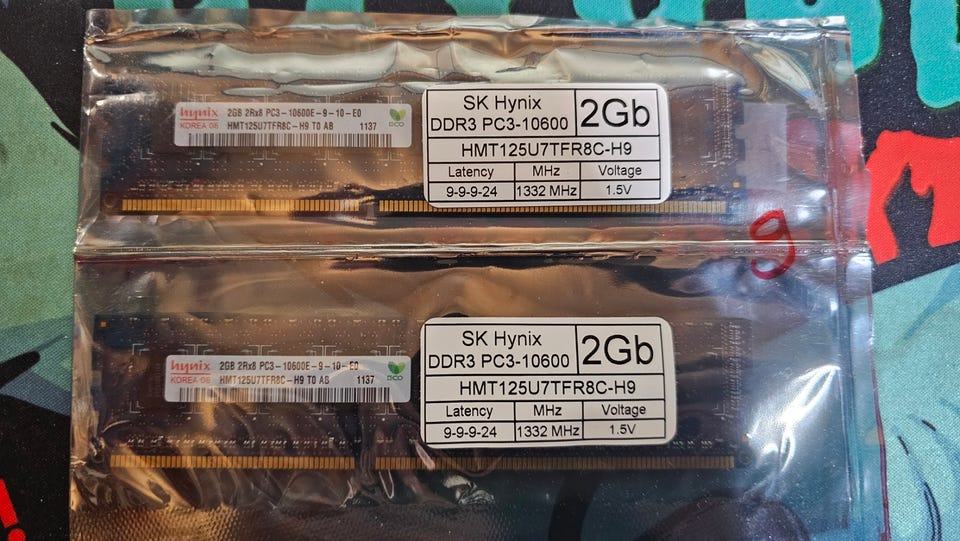 hynix 2GB 2Rx8 PC3-10600E-9-10-E0
KOREA 08 HMT125U7TFR8C-H9 T0 AB 1137
ECO
SK Hynix
DDR3 PC3-10600
2Gb
HMT125U7TFR8C-H9
Latency MHz Voltage
9-9-9-24 1332 MHz 1.5V
g
hynix 2GB 2Rx8 PC3-10600E-9-10-E0
KOREA 08 HMT125U7TFR8C-H9 T0 AB 1137
ECO
SK Hynix
DDR3 PC3-10600
2Gb
HMT125U7TFR8C-H9
Latency MHz Voltage
9-9-9-24 1332 MHz 1.5V